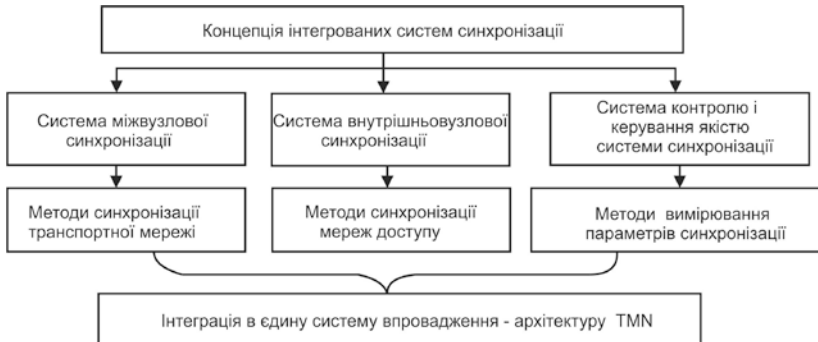 Концепція інтегрованих систем синхронізації
Система міжвузлової
синхронізації
Система внутрішньовузлової
синхронізації
Система контролю і
керування якістю
системи синхронізації
Методи синхронізації
транспортної мережі
Методи синхронізації
мереж доступу
Методи вимірювання
параметрів синхронізації
Інтеграція в єдину систему впровадження - архітектуру TMN